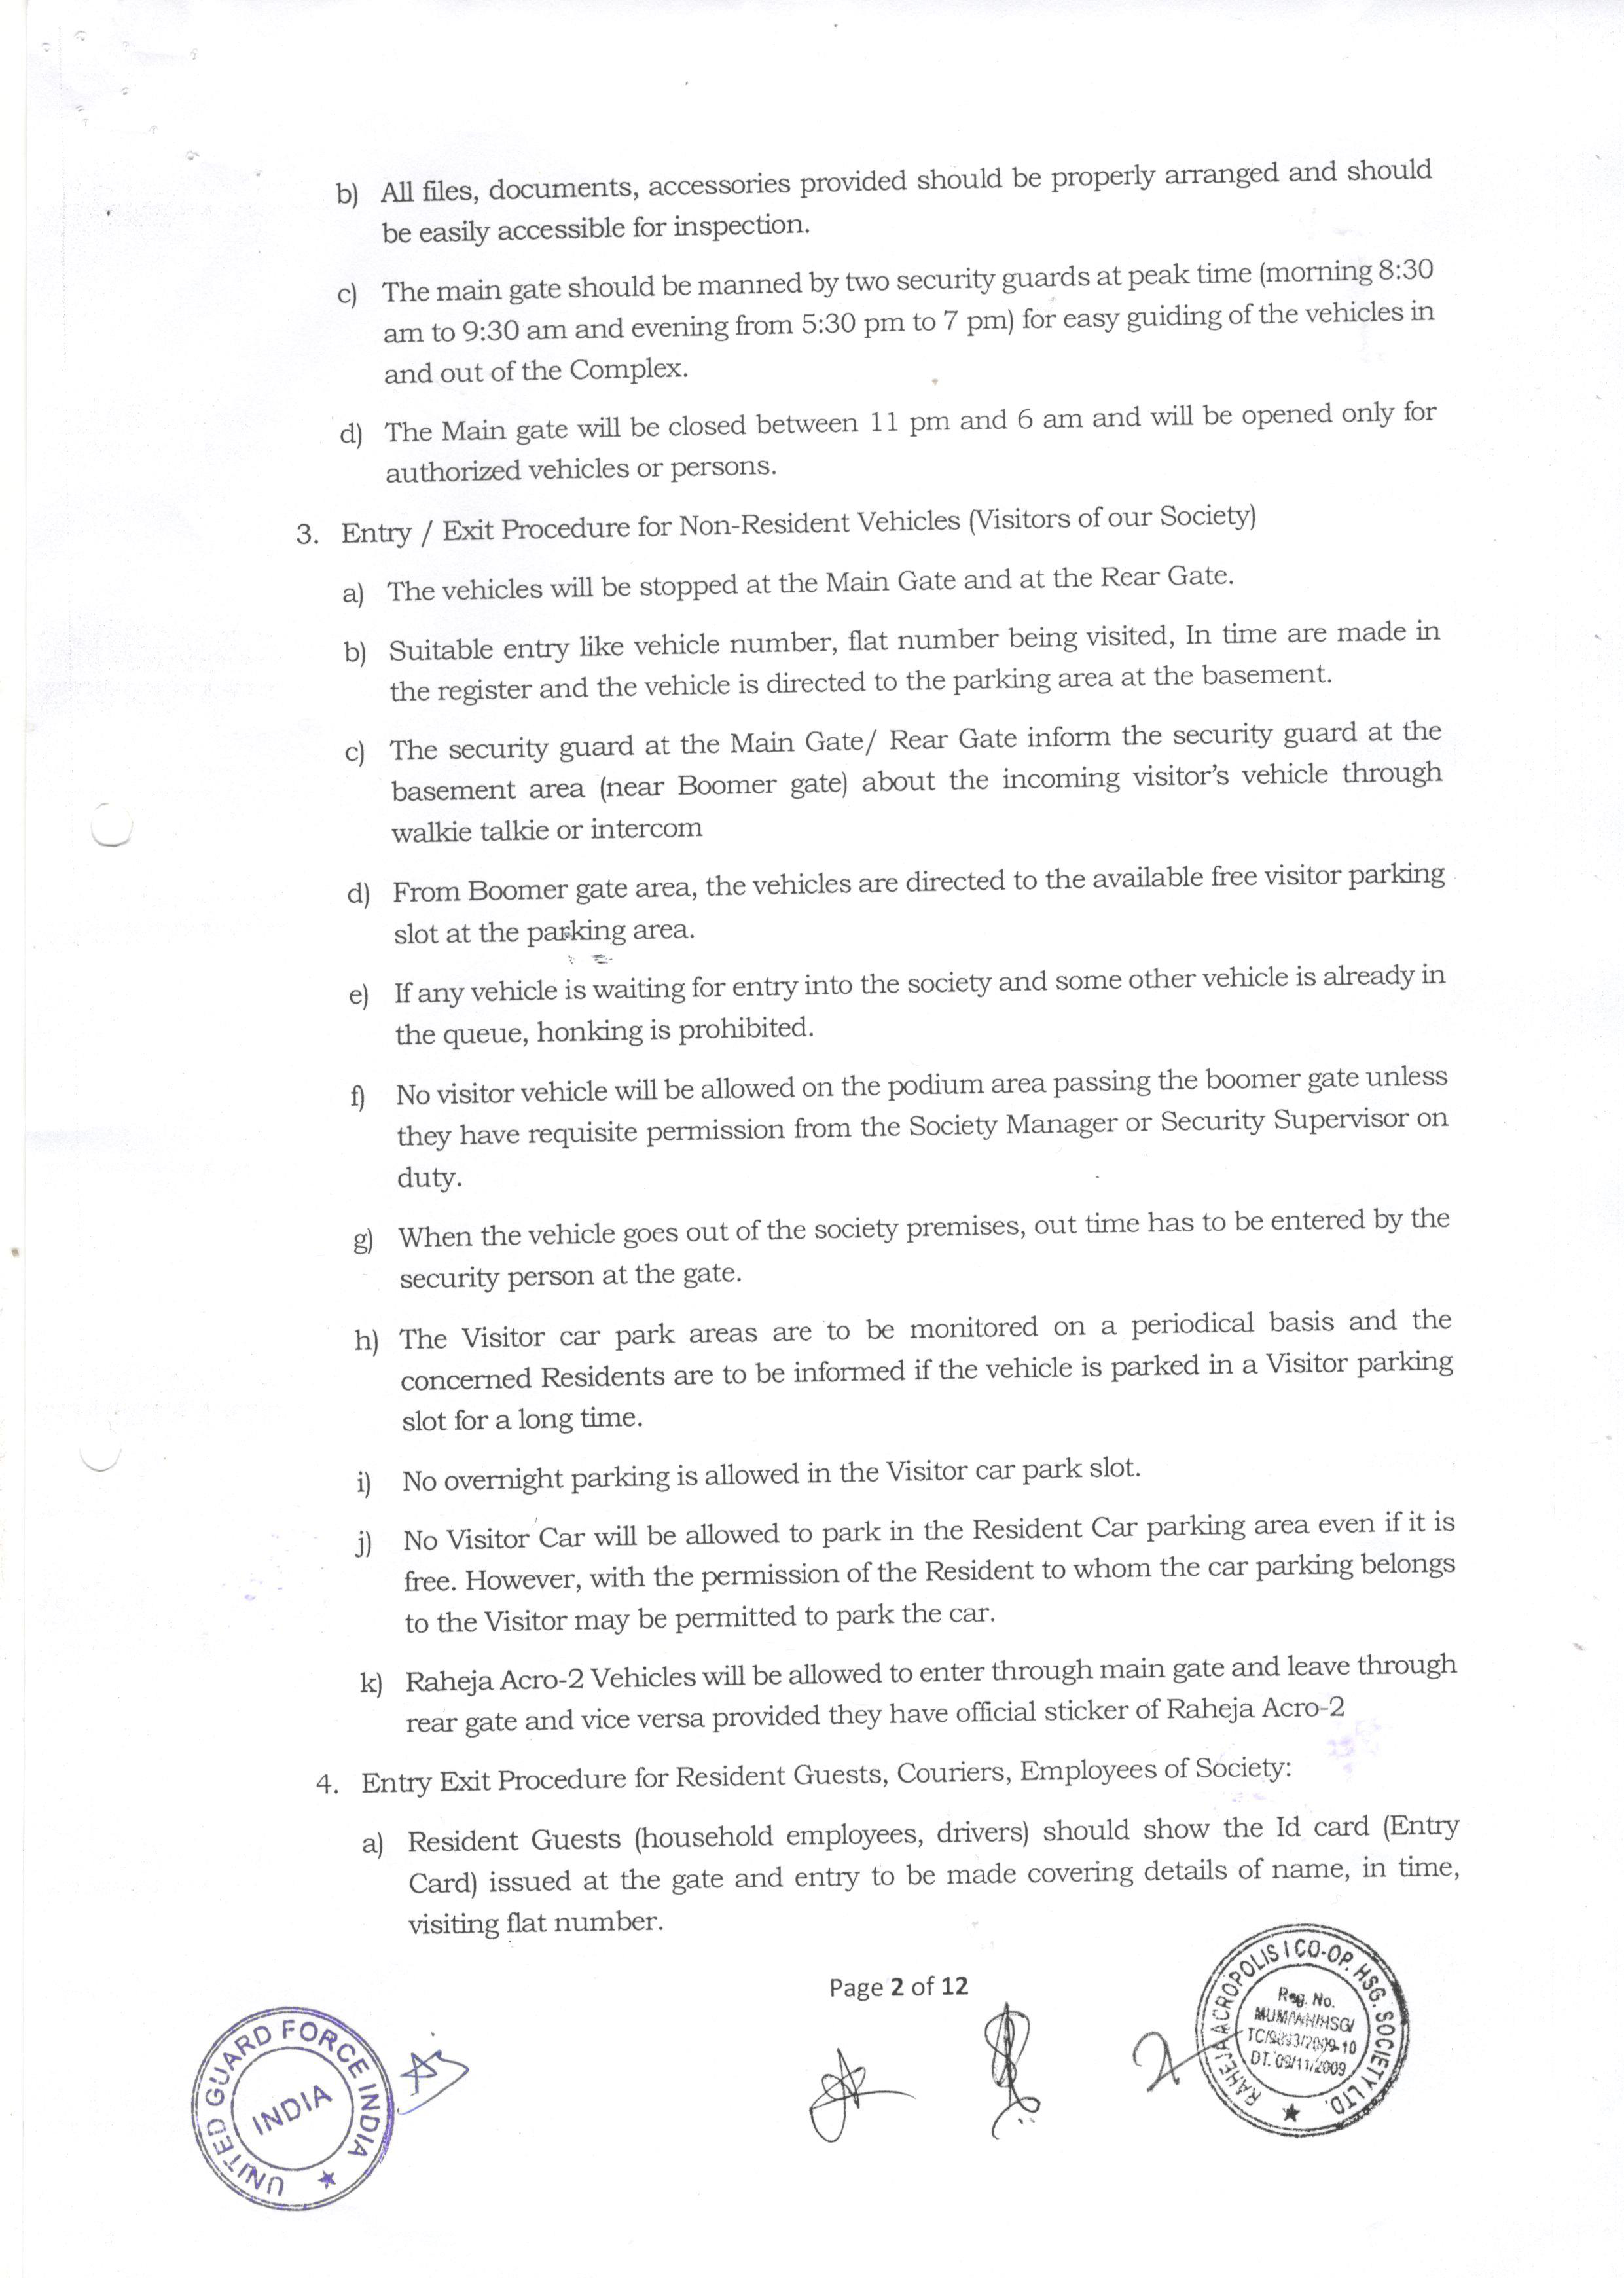 b) All files, documents, accessories provided should be properly arranged and should
be easily accessible for inspection.
c) The main gate should be manned by two security guards at peak time (morning 8:30
am to 9:30 am and evening from 5:30 pm to 7 pm) for easy guiding of the vehicles in
and out of the Complex.
d) The Main gate will be closed between 11 pm and 6 am and will be opened only for
authorized vehicles or persons.
3. Entry / Exit Procedure for Non-Resident Vehicles (Visitors of our Society)
a) The vehicles will be stopped at the Main Gate and at the Rear Gate.
b) Suitable entry like vehicle number, flat number being visited, In time are made in
the register and the vehicle is directed to the parking area at the basement.
c) The security guard at the Main Gate/ Rear Gate inform the security guard at the
basement area (near Boomer gate) about the incoming visitor's vehicle through
walkie talkie or intercom
d) From Boomer gate area, the vehicles are directed to the available free visitor parking
slot at the parking area.
e) If any vehicle is waiting for entry into the society and some other vehicle is already in
the queue, honking is prohibited.
f) No visitor vehicle will be allowed on the podium area passing the boomer gate unless
they have requisite permission from the Society Manager or Security Supervisor on
duty.
g) When the vehicle goes out of the society premises, out time has to be entered by the
security person at the gate.
h) The Visitor car park areas are to be monitored on a periodical basis and the
concerned Residents are to be informed if the vehicle is parked in a Visitor parking
slot for a long time.
i) No overnight parking is allowed in the Visitor car park slot.
j) No Visitor Car will be allowed to park in the Resident Car parking area even if it is
free. However, with the permission of the Resident to whom the car parking belongs
to the Visitor may be permitted to park the car.
k) Raheja Acro-2 Vehicles will be allowed to enter through main gate and leave through
rear gate and vice versa provided they have official sticker of Raheja Acro-2
4. Entry Exit Procedure for Resident Guests, Couriers, Employees of Society:
a) Resident Guests (household employees, drivers) should show the Id card (Entry
Card) issued at the gate and entry to be made covering details of name, in time,
visiting flat number.
Page 2 of 12
UNITED GUARD FORCE INDIA
INDIA
RAHEJA ACROPOLIS I CO-OP. HSG. SOCIETY LTD.
Reg. No.
MUM/WH/HSG/
DT. 09/11/2009